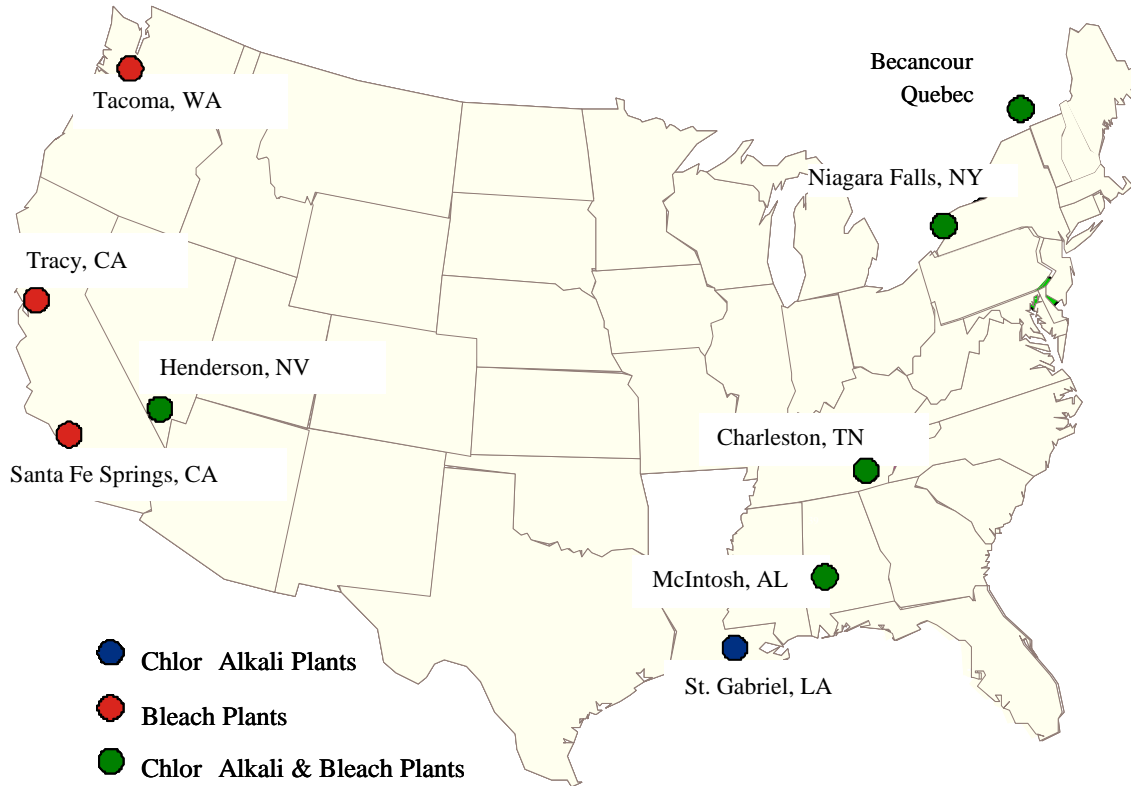 Becancour
Quebec
Tacoma, WA
Niagara Falls, NY
Tracy, CA
Henderson, NV
Charleston, TN
Santa Fe Springs, CA
McIntosh, AL
St. Gabriel, LA
Chlor Alkali Plants
Bleach Plants
Chlor Alkali & Bleach Plants